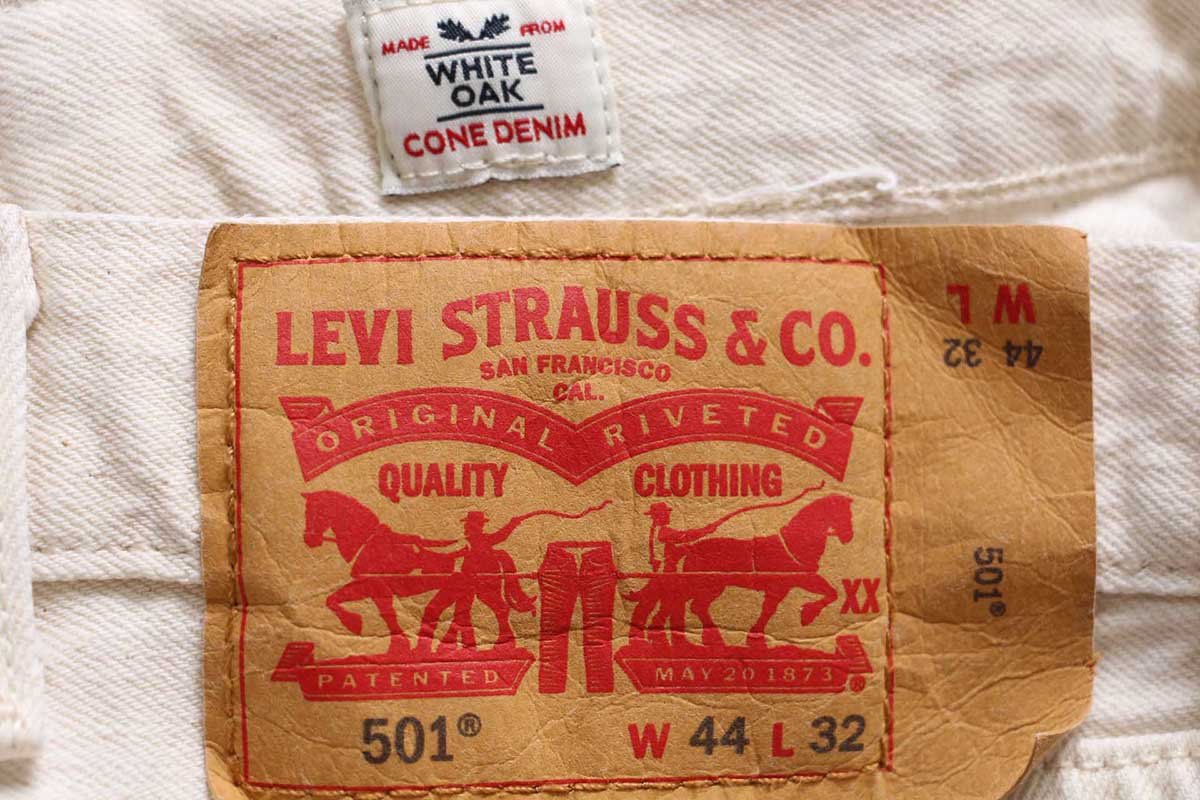 MADE FROM
WHITE
OAK
CONE DENIM
LEVI STRAUSS & CO.
SAN FRANCISCO
CAL.
ORIGINAL RIVETED
QUALITY CLOTHING
XX
PATENTED MAY 20 1873 ®
501® W 44 L 32
W L
44 32
501®